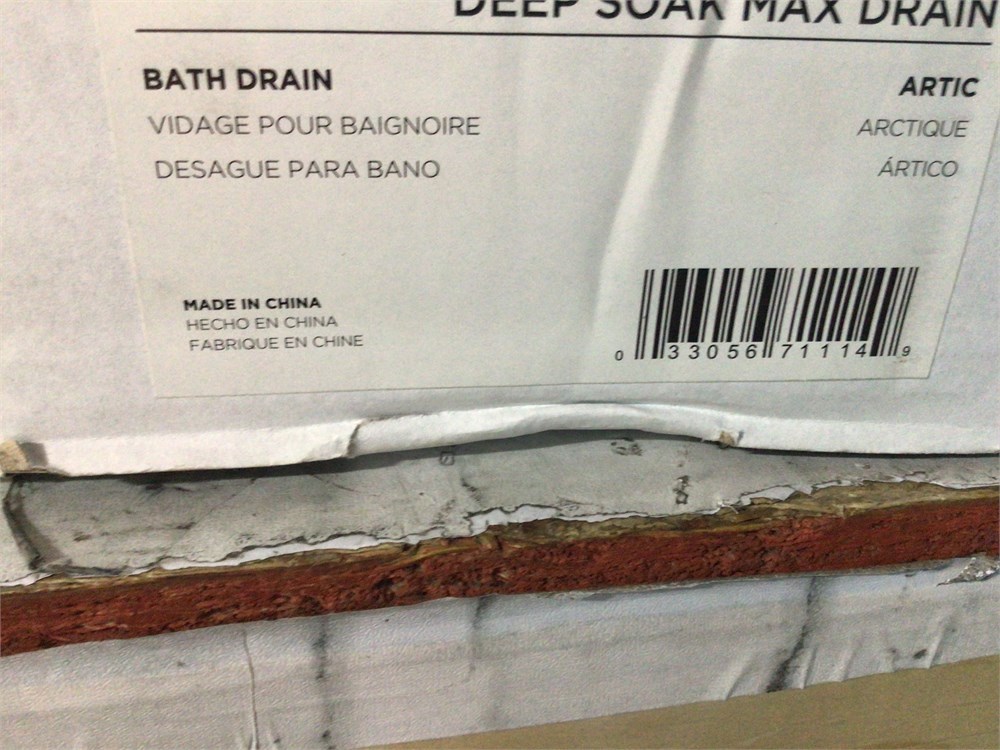 DEEP SOAK MAX DRAIN
BATH DRAIN
VIDAGE POUR BAIGNOIRE
DESAGUE PARA BANO
ARTIC
ARCTIQUE
ÁRTICO
MADE IN CHINA
HECHO EN CHINA
FABRIQUE EN CHINE
0 33056 71114 9